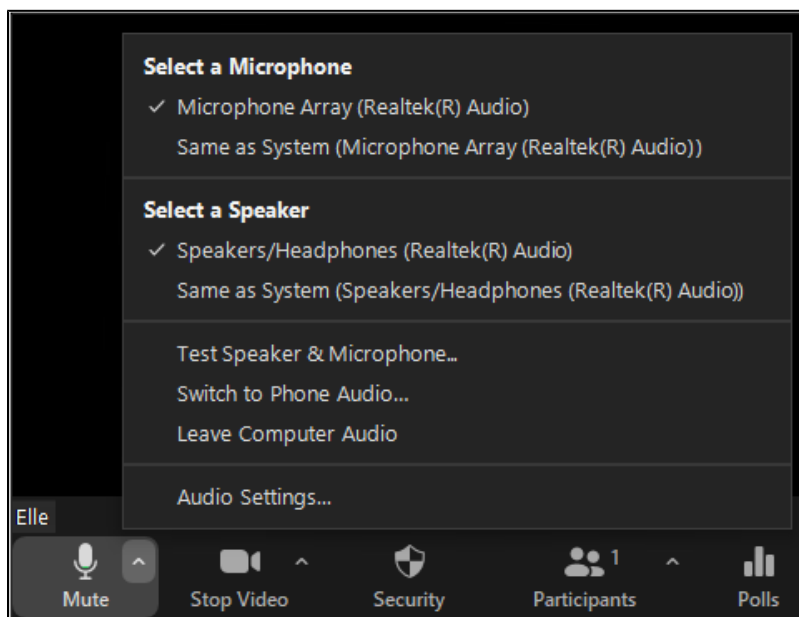 Select a Microphone
✓ Microphone Array (Realtek(R) Audio)
Same as System (Microphone Array (Realtek(R) Audio))
Select a Speaker
✓ Speakers/Headphones (Realtek(R) Audio)
Same as System (Speakers/Headphones (Realtek(R) Audio))
Test Speaker & Microphone...
Switch to Phone Audio...
Leave Computer Audio
Audio Settings...
Elle
1
Mute Stop Video Security Participants Polls